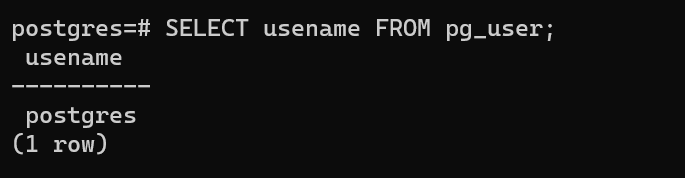 postgres=# SELECT usename FROM pg_user;
usename
----------
postgres
(1 row)